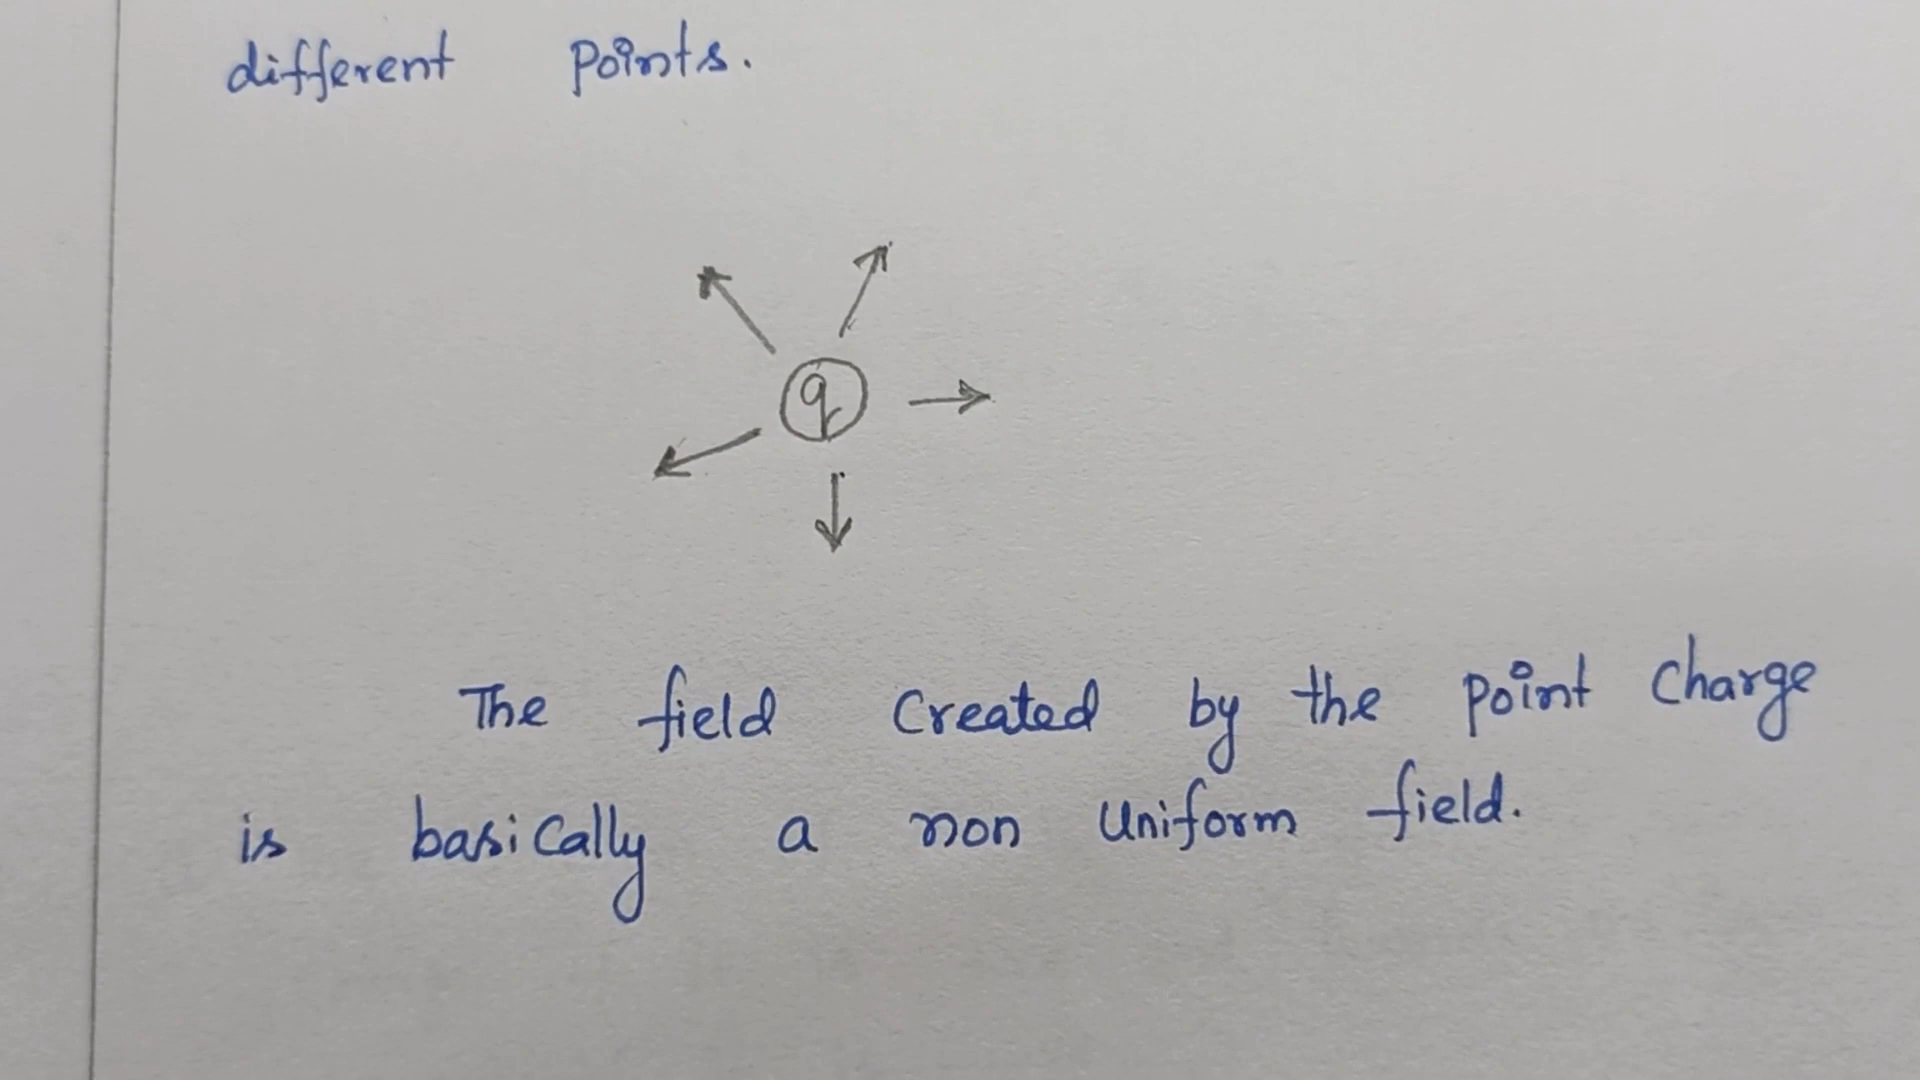 different points.
q
The field created by the point charge
is basically a non uniform field.